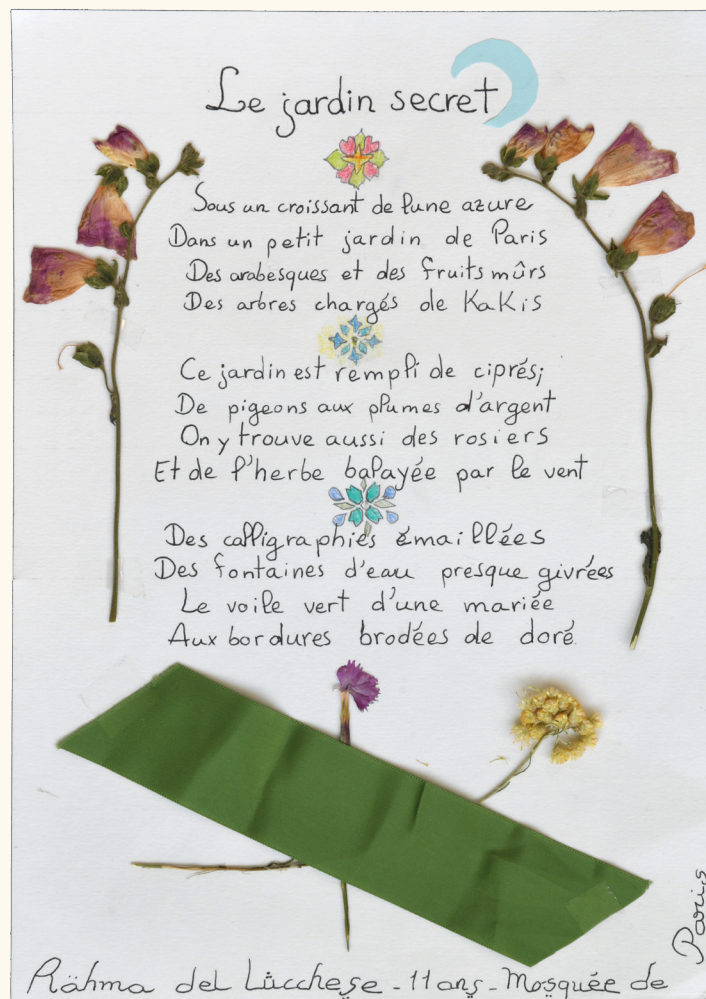 Le jardin secret
Sous un croissant de lune azure
Dans un petit jardin de Paris
Des arabesques et des fruits mûrs
Des arbres chargés de KaKis
Ce jardin est rempli de ciprés;
De pigeons aux plumes d'argent
On y trouve aussi des rosiers
Et de l'herbe balayée par le vent
Des calligraphies émaillées
Des fontaines d'eau presque givrées
Le voile vert d'une mariée
Aux bordures brodées de doré.
Rähma del Lücchese - 11 ans - Mosquée de
Paris